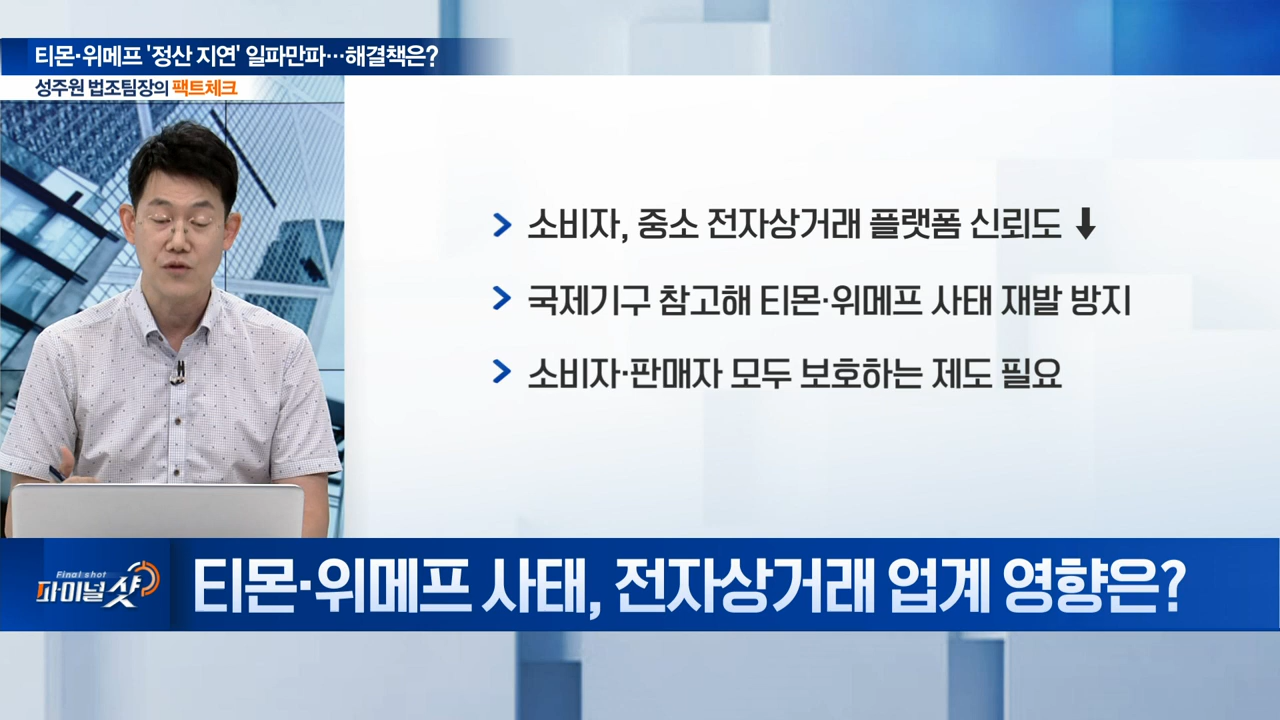 티몬·위메프 '정산 지연' 일파만파…해결책은?
성주원 법조팀장의 팩트체크
> 소비자, 중소 전자상거래 플랫폼 신뢰도 ⬇
> 국제기구 참고해 티몬·위메프 사태 재발 방지
> 소비자·판매자 모두 보호하는 제도 필요
Final shot
파이널 샷
티몬·위메프 사태, 전자상거래 업계 영향은?